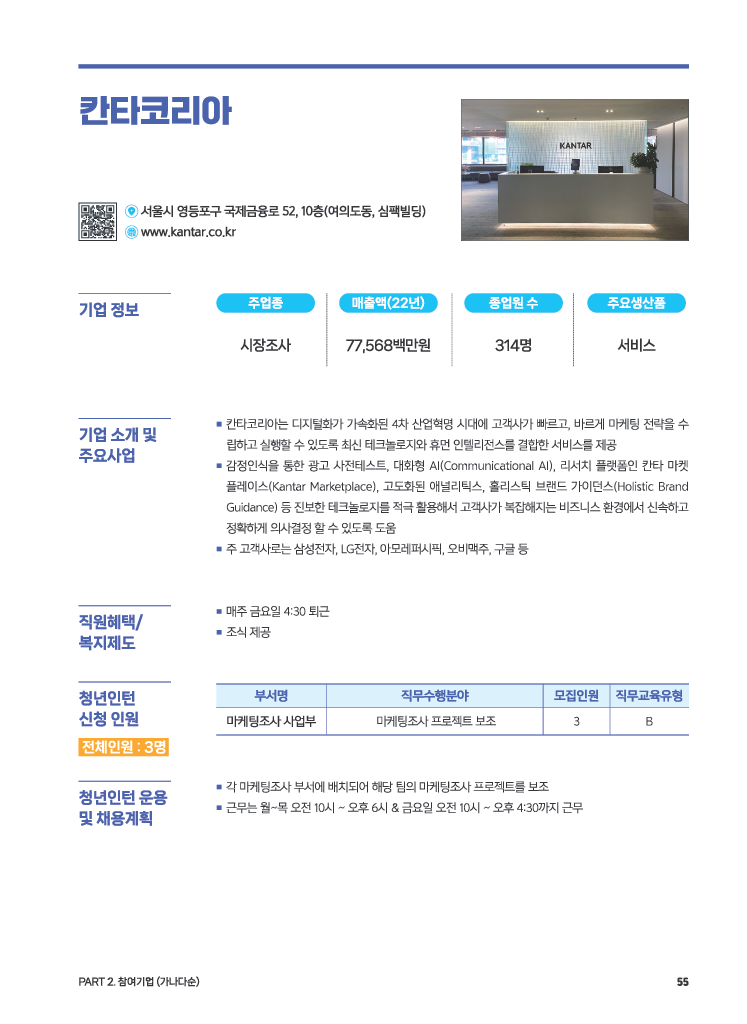 칸타코리아
KANTAR
서울시 영등포구 국제금융로 52, 10층(여의도동, 심팩빌딩)
www.kantar.co.kr
기업 정보
주업종 매출액(22년) 종업원 수 주요생산품
시장조사 77,568백만원 314명 서비스
기업 소개 및
주요사업
■ 칸타코리아는 디지털화가 가속화된 4차 산업혁명 시대에 고객사가 빠르고, 바르게 마케팅 전략을 수
립하고 실행할 수 있도록 최신 테크놀로지와 휴먼 인텔리전스를 결합한 서비스를 제공
■ 감정인식을 통한 광고 사전테스트, 대화형 AI(Communicational AI), 리서치 플랫폼인 칸타 마켓
플레이스(Kantar Marketplace), 고도화된 애널리틱스, 홀리스틱 브랜드 가이던스(Holistic Brand
Guidance) 등 진보한 테크놀로지를 적극 활용해서 고객사가 복잡해지는 비즈니스 환경에서 신속하고
정확하게 의사결정 할 수 있도록 도움
■ 주 고객사로는 삼성전자, LG전자, 아모레퍼시픽, 오비맥주, 구글 등
직원혜택/
복지제도
■ 매주 금요일 4:30 퇴근
■ 조식 제공
청년인턴
신청 인원
전체인원 : 3명
부서명 직무수행분야 모집인원 직무교육유형
마케팅조사 사업부 마케팅조사 프로젝트 보조 3 B
청년인턴 운용
및 채용계획
■ 각 마케팅조사 부서에 배치되어 해당 팀의 마케팅조사 프로젝트를 보조
■ 근무는 월~목 오전 10시 ~ 오후 6시 & 금요일 오전 10시 ~ 오후 4:30까지 근무
PART 2. 참여기업 (가나다순)
55